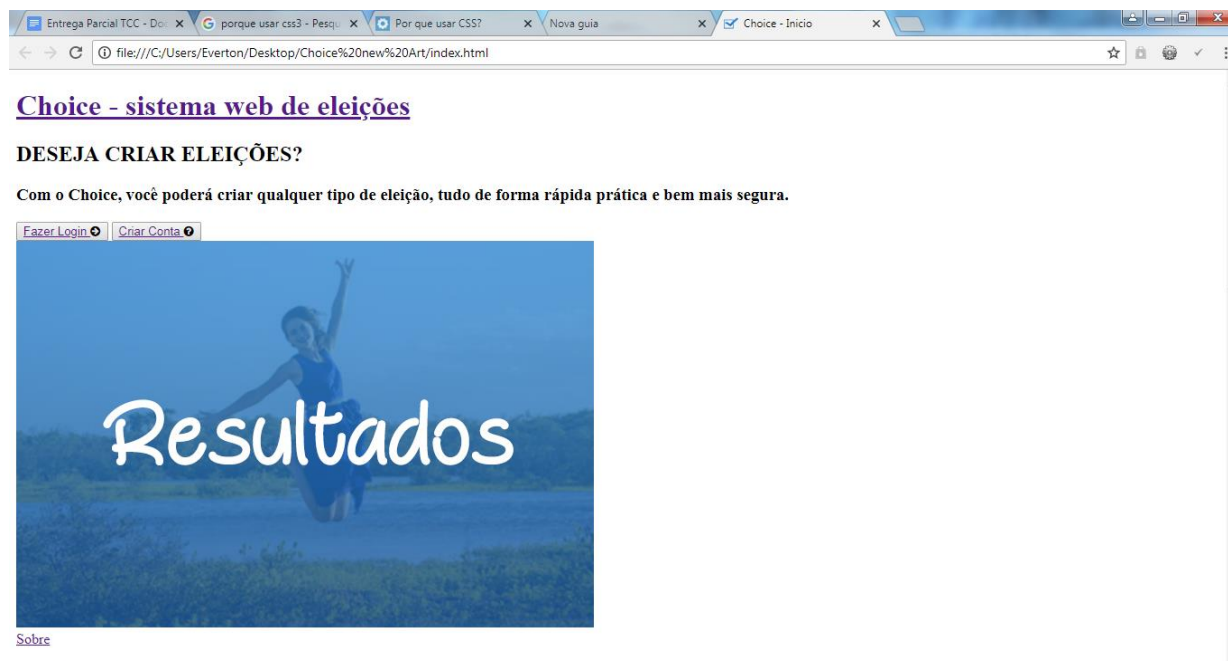 Entrega Parcial TCC - Do
porque usar css3 - Pesqu
Por que usar CSS?
Nova guia
Choice - Inicio
file:///C:/Users/Everton/Desktop/Choice%20new%20Art/index.html
Choice - sistema web de eleições
DESEJA CRIAR ELEIÇÕES?
Com o Choice, você poderá criar qualquer tipo de eleição, tudo de forma rápida prática e bem mais segura.
Fazer Login Criar Conta
Resultados
Sobre